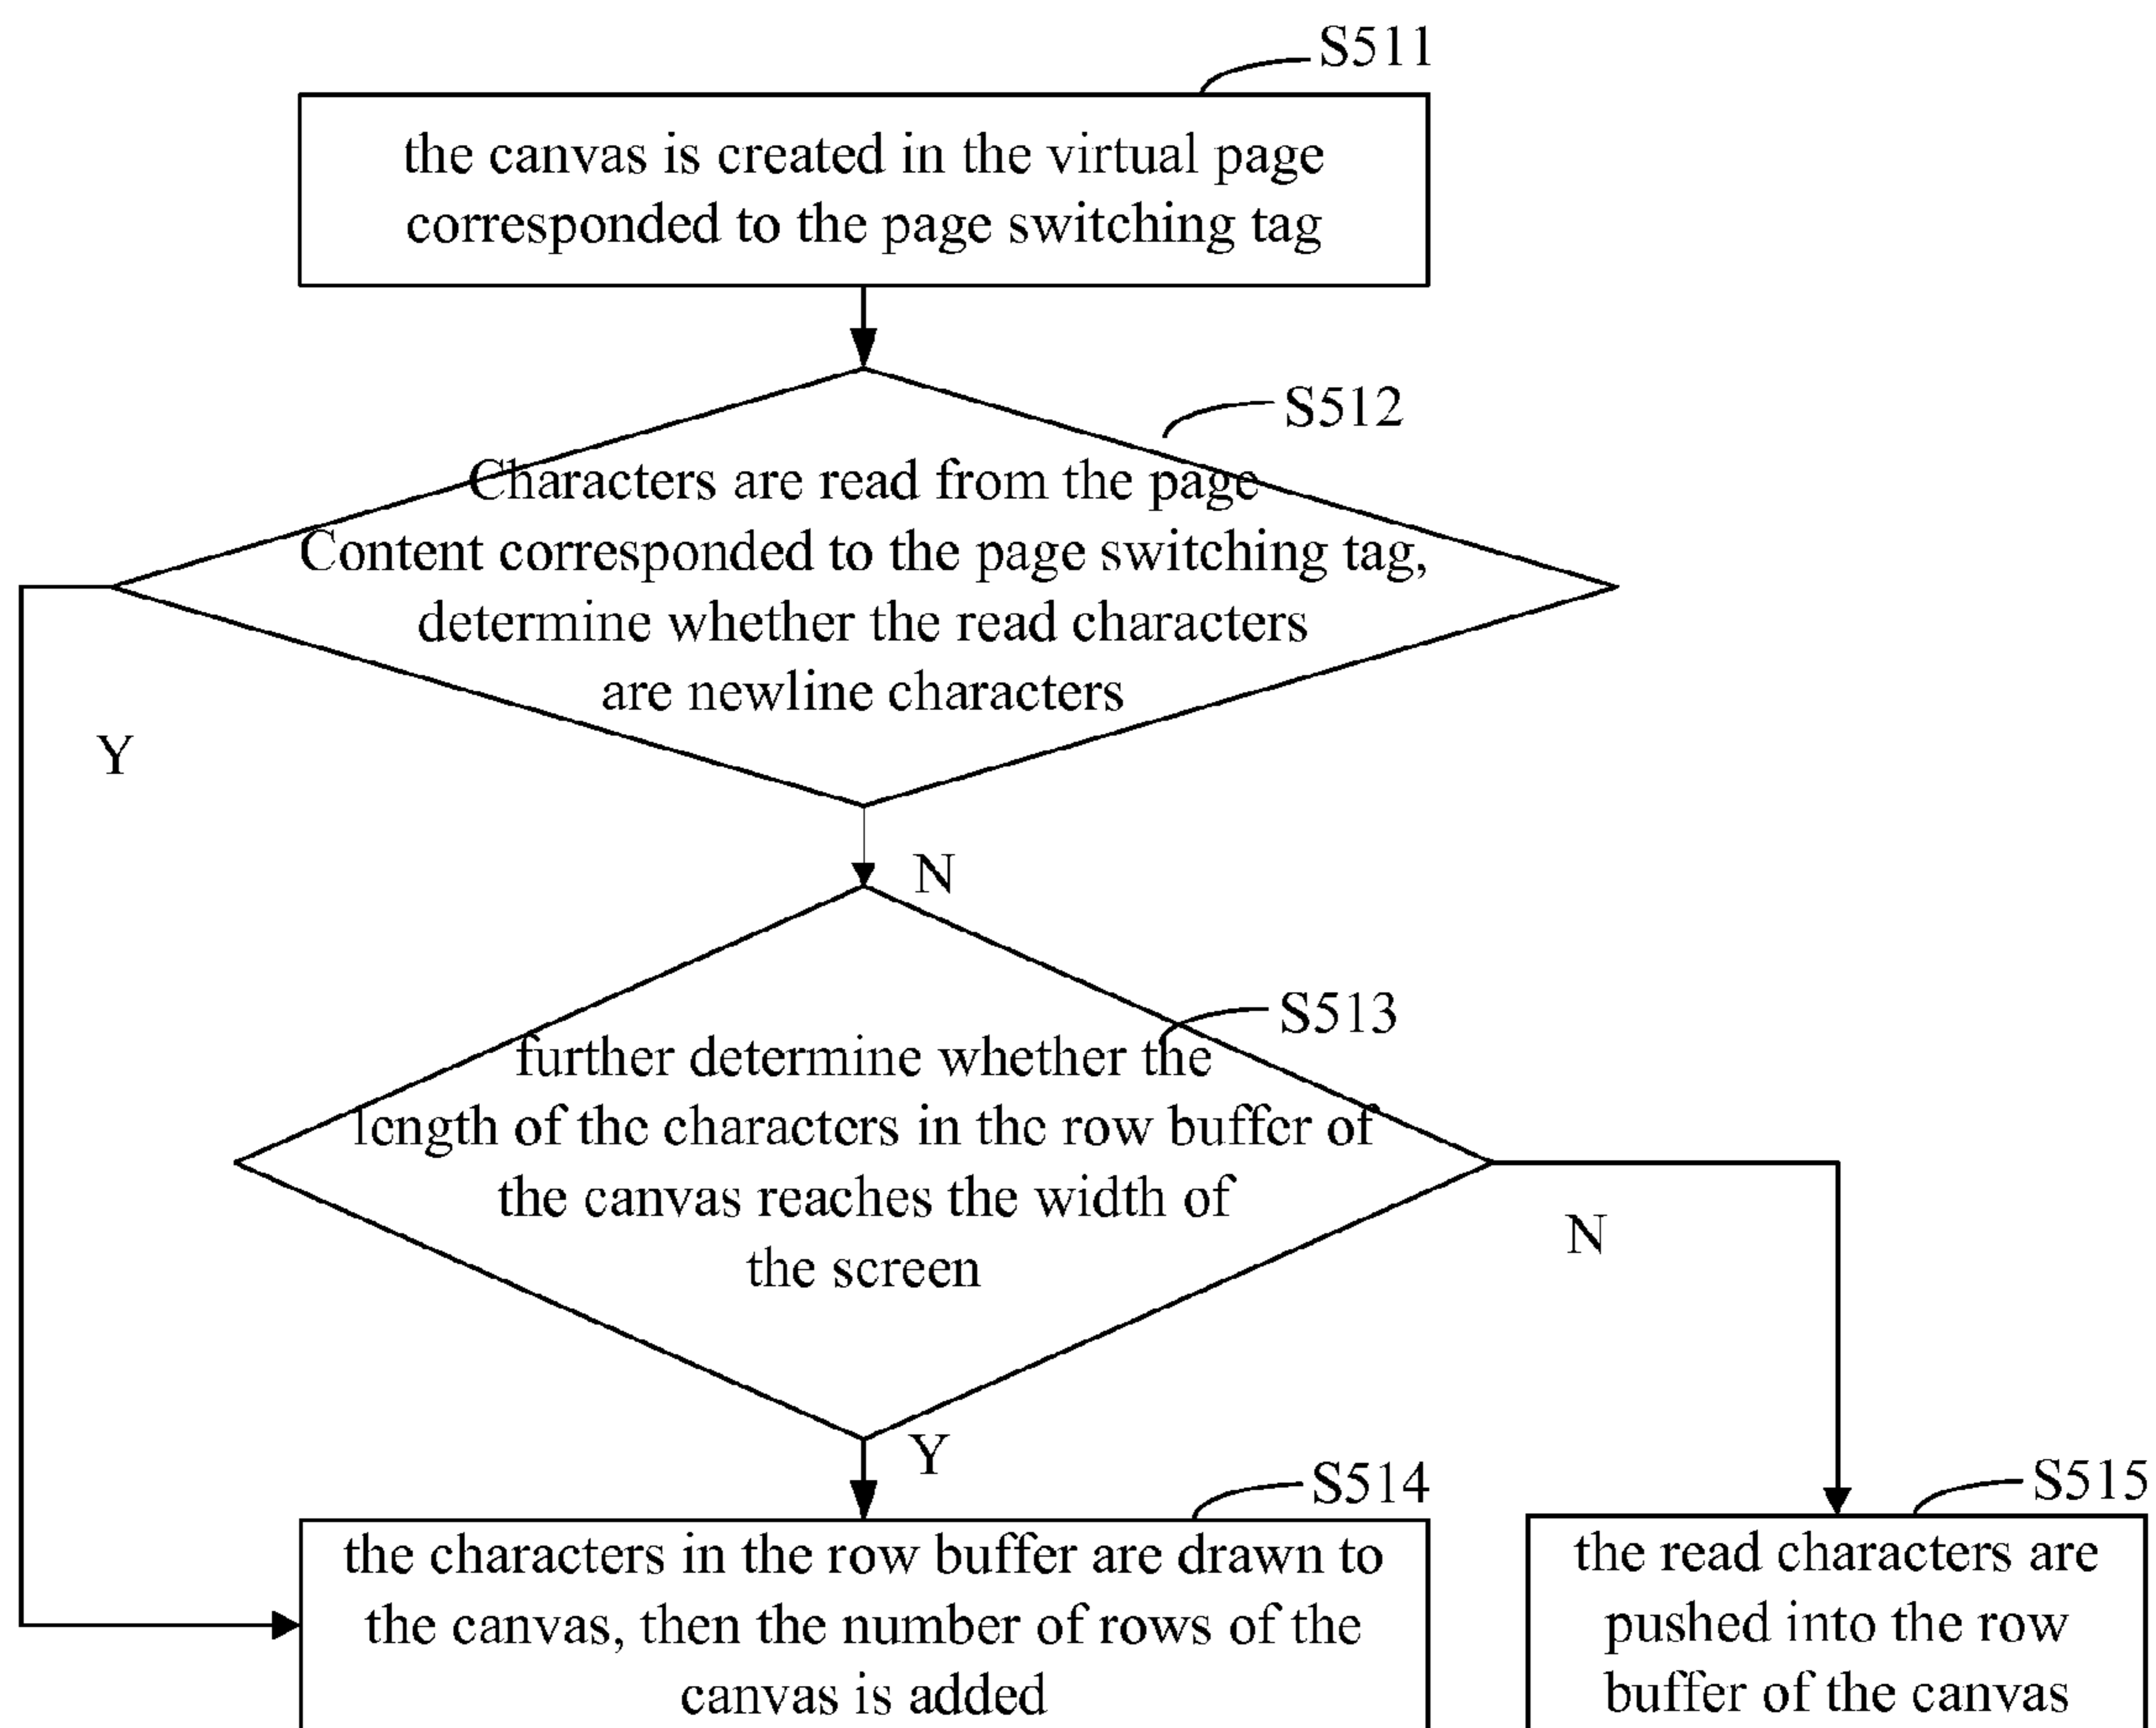 S511
the canvas is created in the virtual page
corresponded to the page switching tag
S512
Characters are read from the page
Content corresponded to the page switching tag,
determine whether the read characters
are newline characters
Y
N
S513
further determine whether the
length of the characters in the row buffer of
the canvas reaches the width of
the screen
N
Y
S514
the characters in the row buffer are drawn to
the canvas, then the number of rows of the
canvas is added
S515
the read characters are
pushed into the row
buffer of the canvas